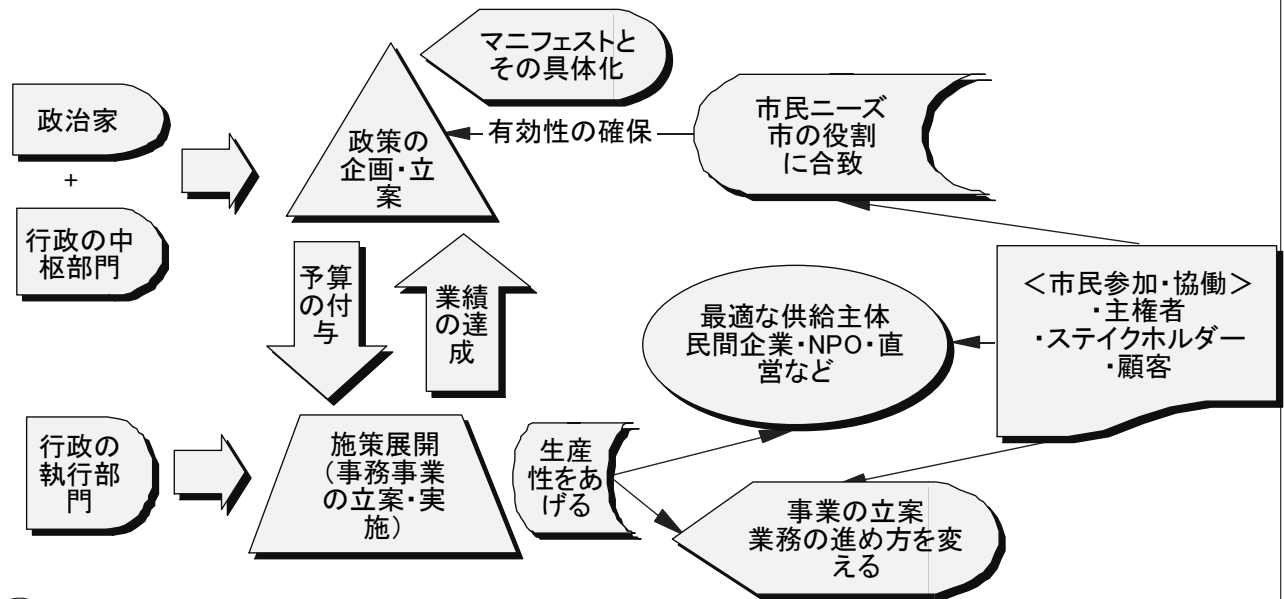 マニフェストと
その具体化
政治家
+
行政の中
枢部門
政策の
企画・立
案
有効性の確保
市民ニーズ
市の役割
に合致
予算
の付
与
業績
の達
成
最適な供給主体
民間企業・NPO・直
営など
＜市民参加・協働＞
・主権者
・ステイクホルダー
・顧客
行政の
執行部
門
施策展開
（事務事業
の立案・実
施）
生産
性をあ
げる
事業の立案
業務の進め方を変
える